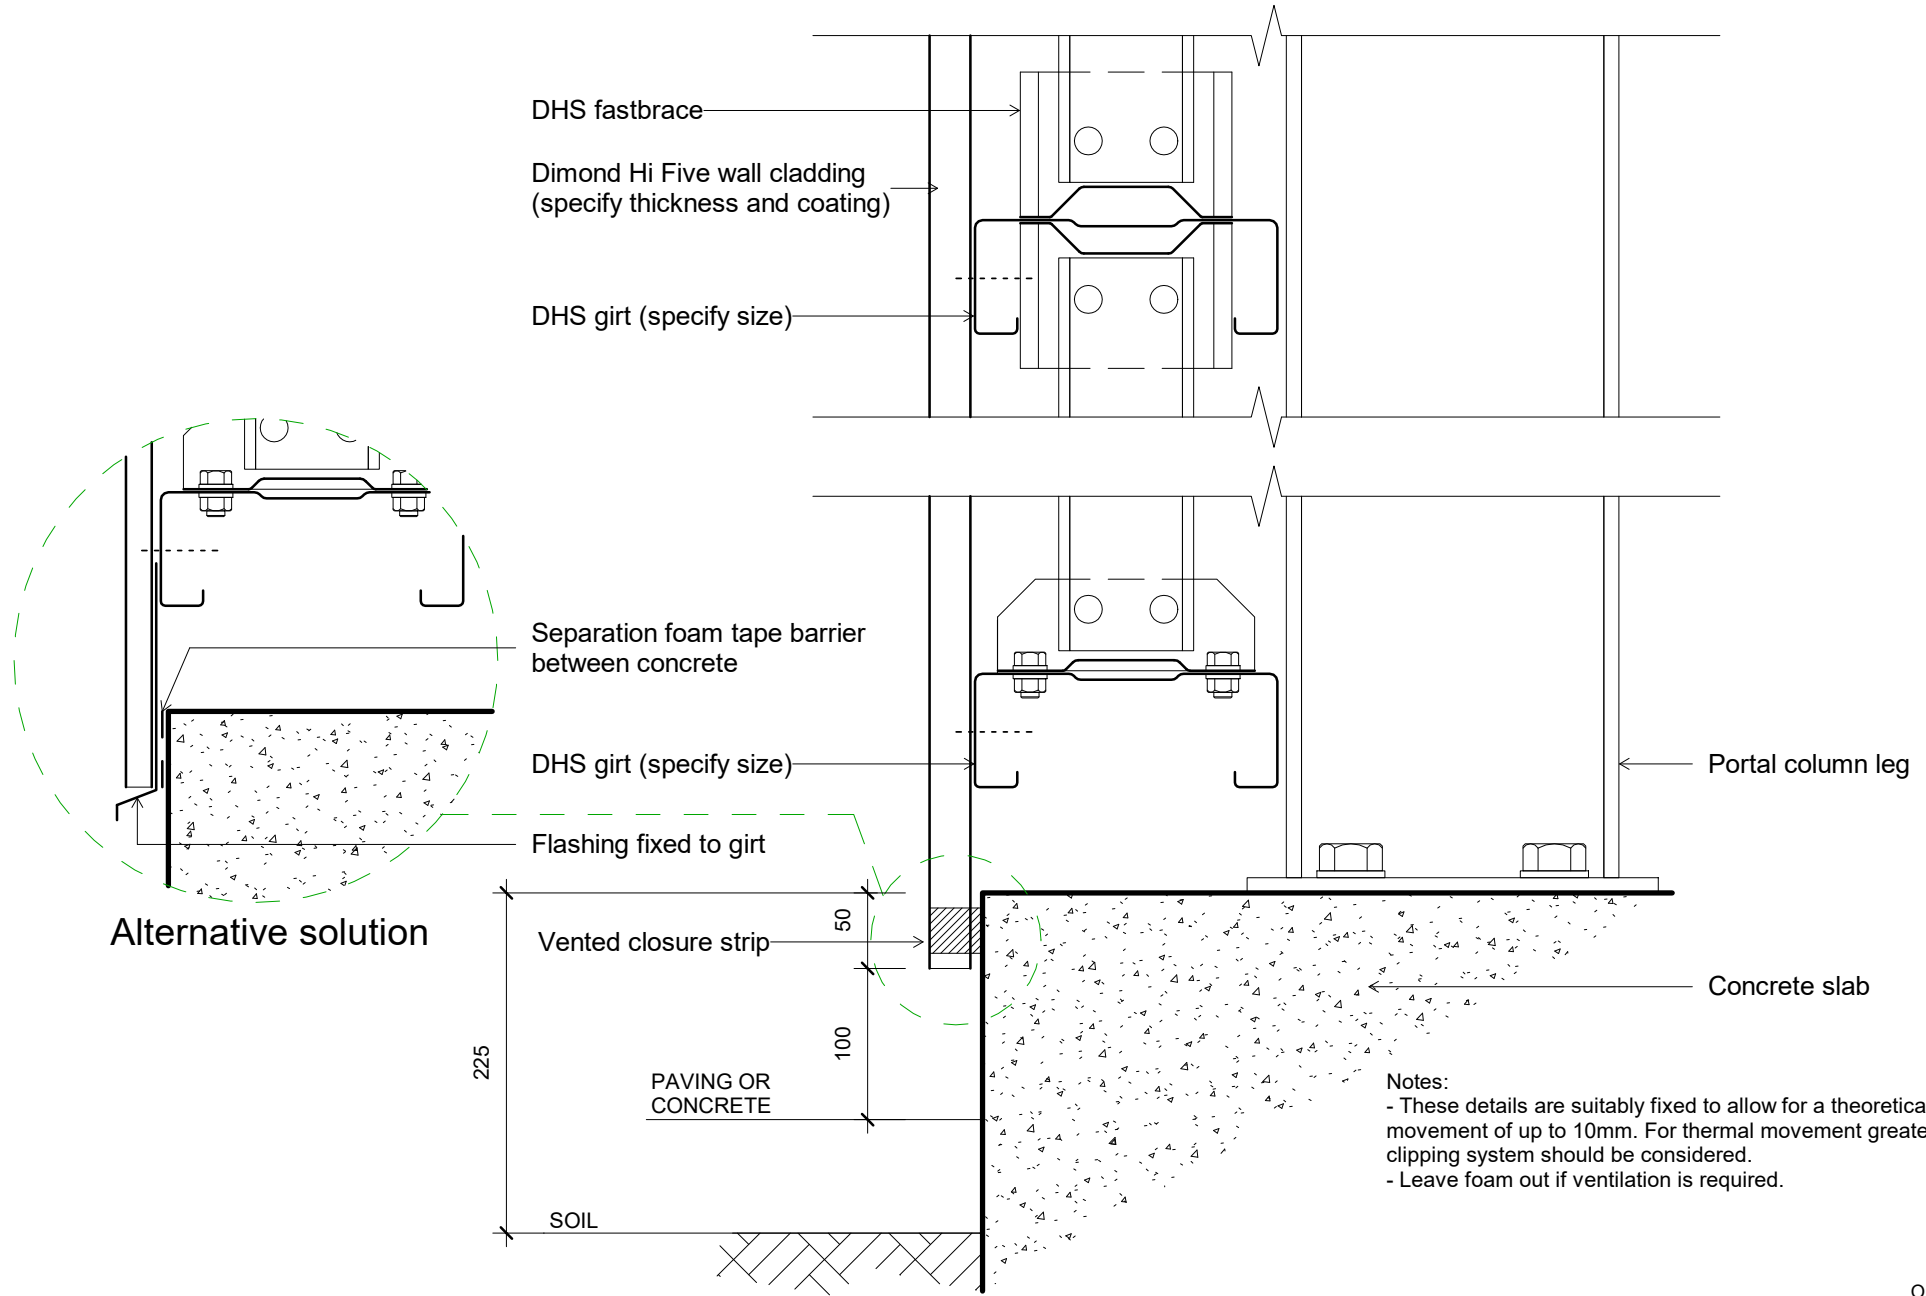 DHS fastbrace
Dimond Hi Five wall cladding
(specify thickness and coating)
DHS girt (specify size)
Separation foam tape barrier
between concrete
DHS girt (specify size)
Portal column leg
Flashing fixed to girt
Alternative solution
Vented closure strip
50
Concrete slab
225
100
PAVING OR
CONCRETE
SOIL
Notes:
- These details are suitably fixed to allow for a theoretica
movement of up to 10mm. For thermal movement greate
clipping system should be considered.
- Leave foam out if ventilation is required.